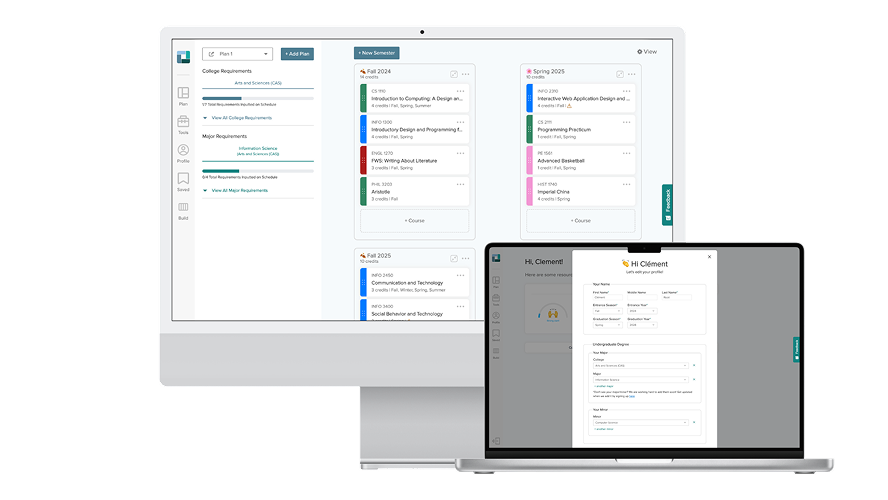 Plan 1
+ Add Plan
College Requirements
Arts and Sciences (CAS)
1/7 Total Requirements Inputted on Schedule
View All College Requirements
Major Requirements
Information Science
(Arts and Sciences (CAS))
6/4 Total Requirements Inputted on Schedule
View All Major Requirements
Plan
Tools
Profile
Saved
Build
+ New Semester
View
Fall 2024
14 credits
CS 1110
Introduction to Computing: A Design an...
4 credits | Fall, Spring, Summer
INFO 1300
Introductory Design and Programming f...
4 credits | Fall, Spring
ENGL 1270
FWS: Writing About Literature
3 credits | Fall, Spring
PHIL 3203
Aristotle
3 credits | Fall
+ Course
Spring 2025
10 credits
INFO 2310
Interactive Web Application Design and ...
4 credits | Fall |
CS 2111
Programming Practicum
1 credit | Fall, Spring
PE 1561
Advanced Basketball
1 credit | Fall, Spring
HIST 1740
Imperial China
4 credits | Spring
+ Course
Feedback
Fall 2025
10 credits
INFO 2450
Communication and Technology
3 credits | Fall, Winter, Spring, Summer
INFO 3400
Social Behavior and Technology
Hi, Clement!
Here are some resour
Hi Clément
Let's edit your profile!
Your Name
First Name*
Middle Name
Last Name*
Clément
Entrance Season*
Entrance Year*
Fall
Graduation Season*
Graduation Year*
Spring
Undergraduate Degree
Your Major
College
Arts and Sciences (CAS)
Major
Information Science
+ another major
Your Minor
Minor
Computer Science
+ another minor
Feedback